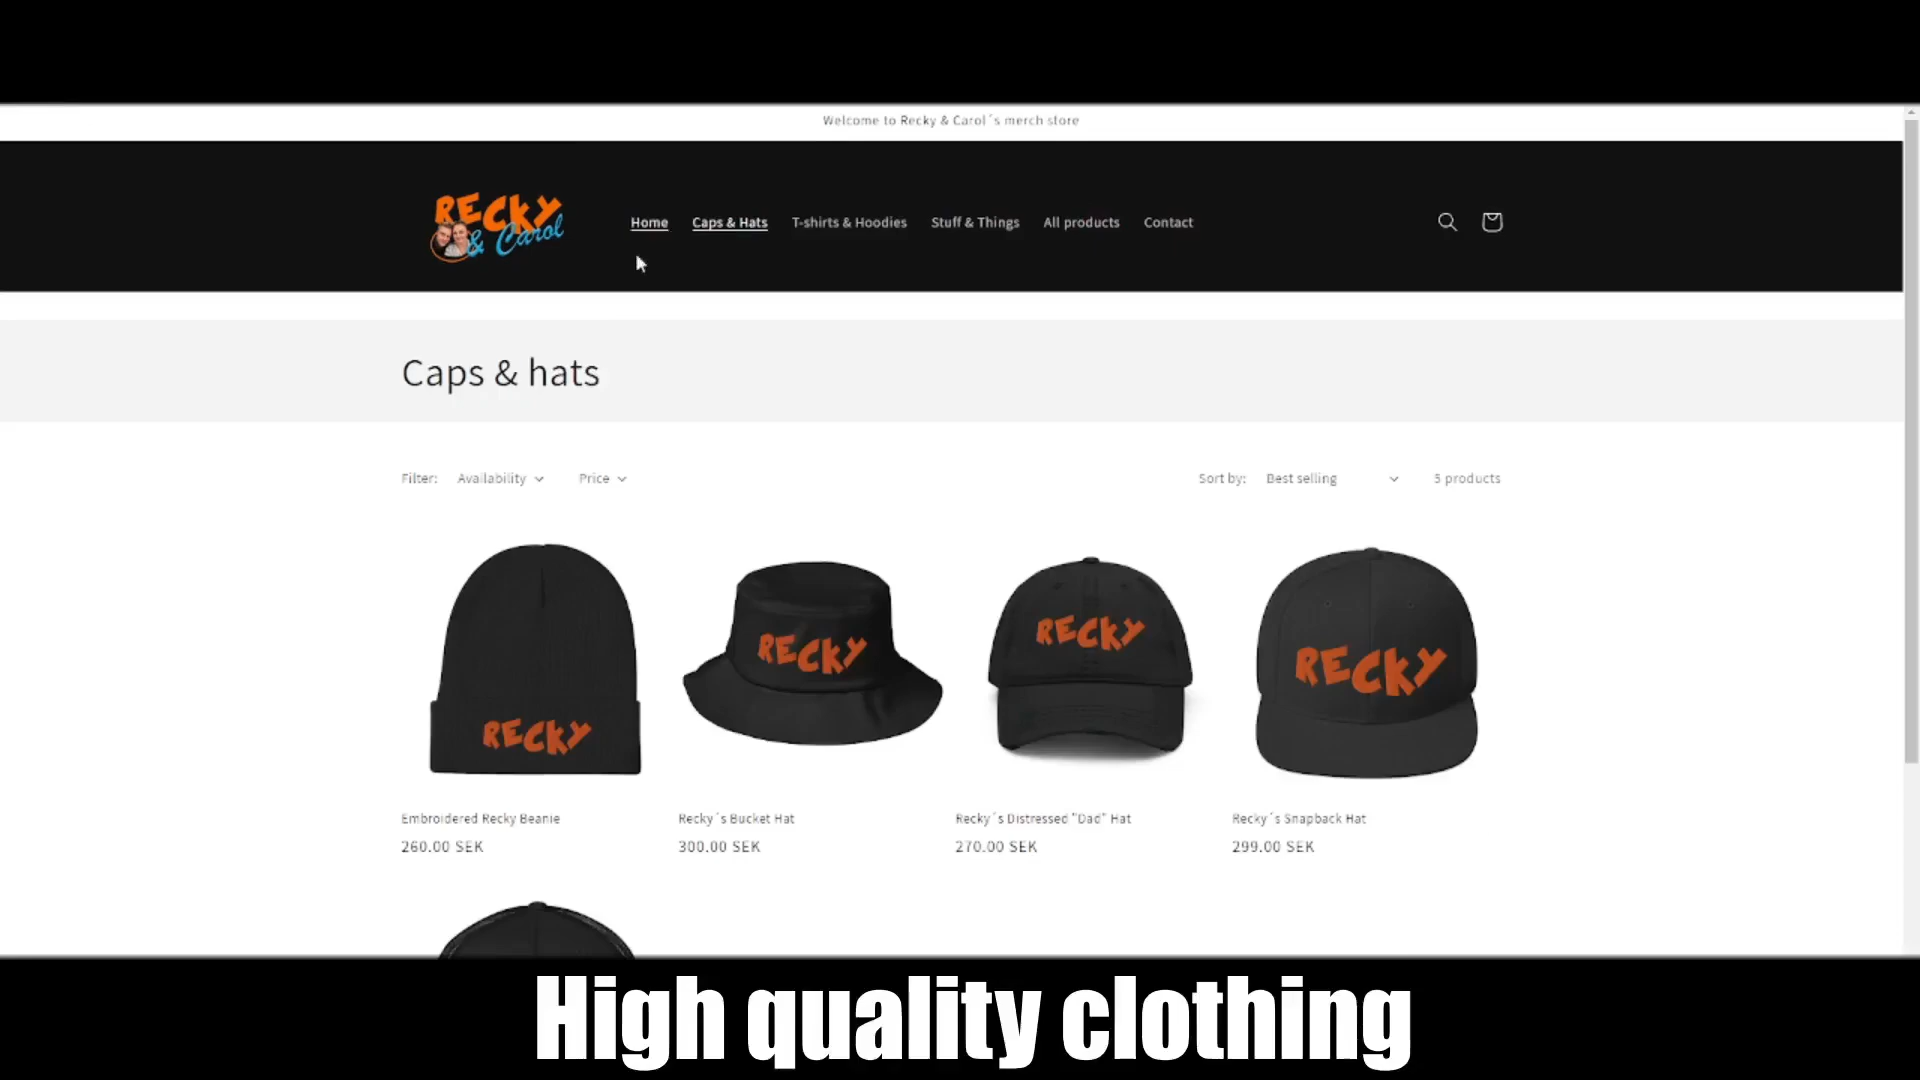 Welcome to Recky & Carol´s merch store
RECKY
& Carol
Home Caps & Hats T-shirts & Hoodies Stuff & Things All products Contact
Caps & hats
Filter: Availability Price Sort by: Best selling 5 products
RECKY
RECKY
RECKY
RECKY
Embroidered Recky Beanie Recky´s Bucket Hat Recky´s Distressed "Dad" Hat Recky´s Snapback Hat
260.00 SEK 300.00 SEK 270.00 SEK 299.00 SEK
High quality clothing